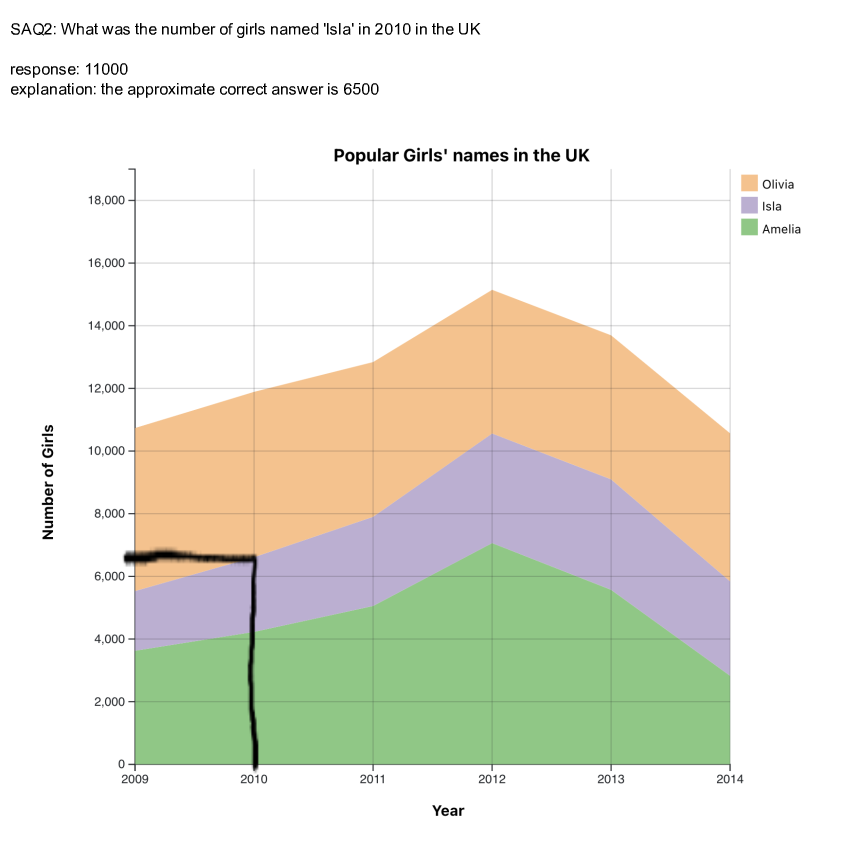 SAQ2: What was the number of girls named 'Isla' in 2010 in the UK
response: 11000
explanation: the approximate correct answer is 6500
Popular Girls' names in the UK
Olivia
Isla
Amelia
18,000
16,000
14,000
12,000
10,000
8,000
6,000
4,000
2,000
0
Number of Girls
2009 2010 2011 2012 2013 2014
Year